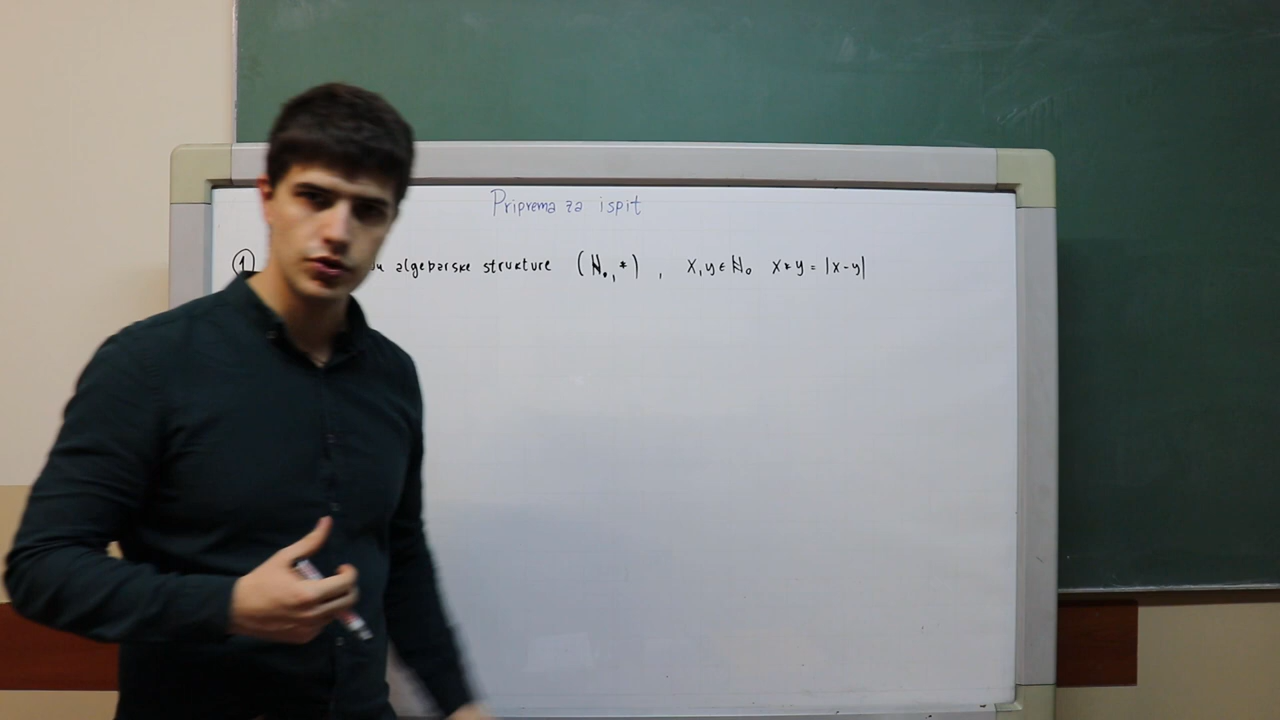 Priprema za ispit
① algebarske strukture (ℕ₀, *) , x, y ∈ ℕ₀ x * y = |x - y|